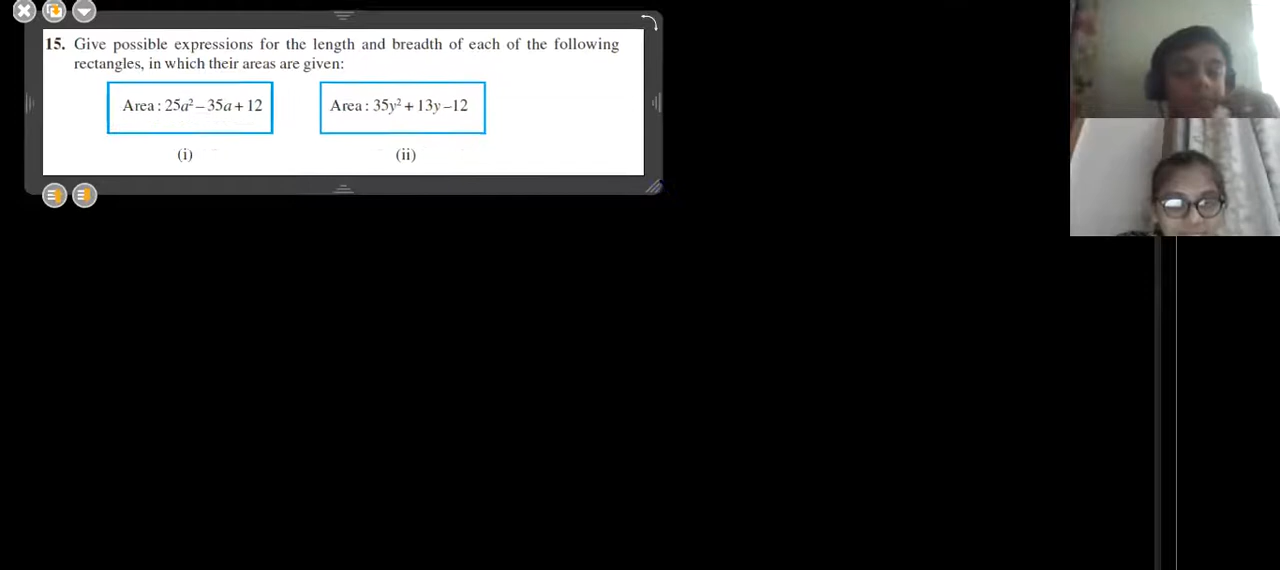 15. Give possible expressions for the length and breadth of each of the following
rectangles, in which their areas are given:
Area : 25a² – 35a + 12
Area : 35y² + 13y –12
(i)
(ii)